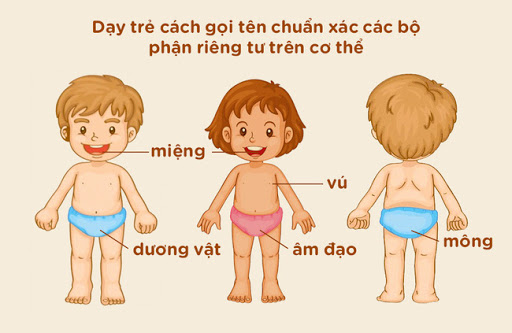 Dạy trẻ cách gọi tên chuẩn xác các bộ
phận riêng tư trên cơ thể
miệng
vú
dương vật
âm đạo
mông